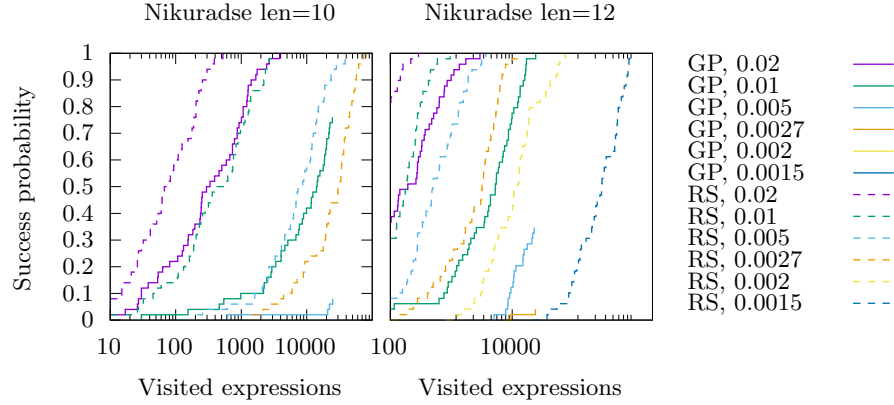 Nikuradse len=10
Nikuradse len=12
Success probability
1
0.9
0.8
0.7
0.6
0.5
0.4
0.3
0.2
0.1
0
10
100
1000
10000
100
10000
Visited expressions
Visited expressions
GP, 0.02
GP, 0.01
GP, 0.005
GP, 0.0027
GP, 0.002
GP, 0.0015
RS, 0.02
RS, 0.01
RS, 0.005
RS, 0.0027
RS, 0.002
RS, 0.0015